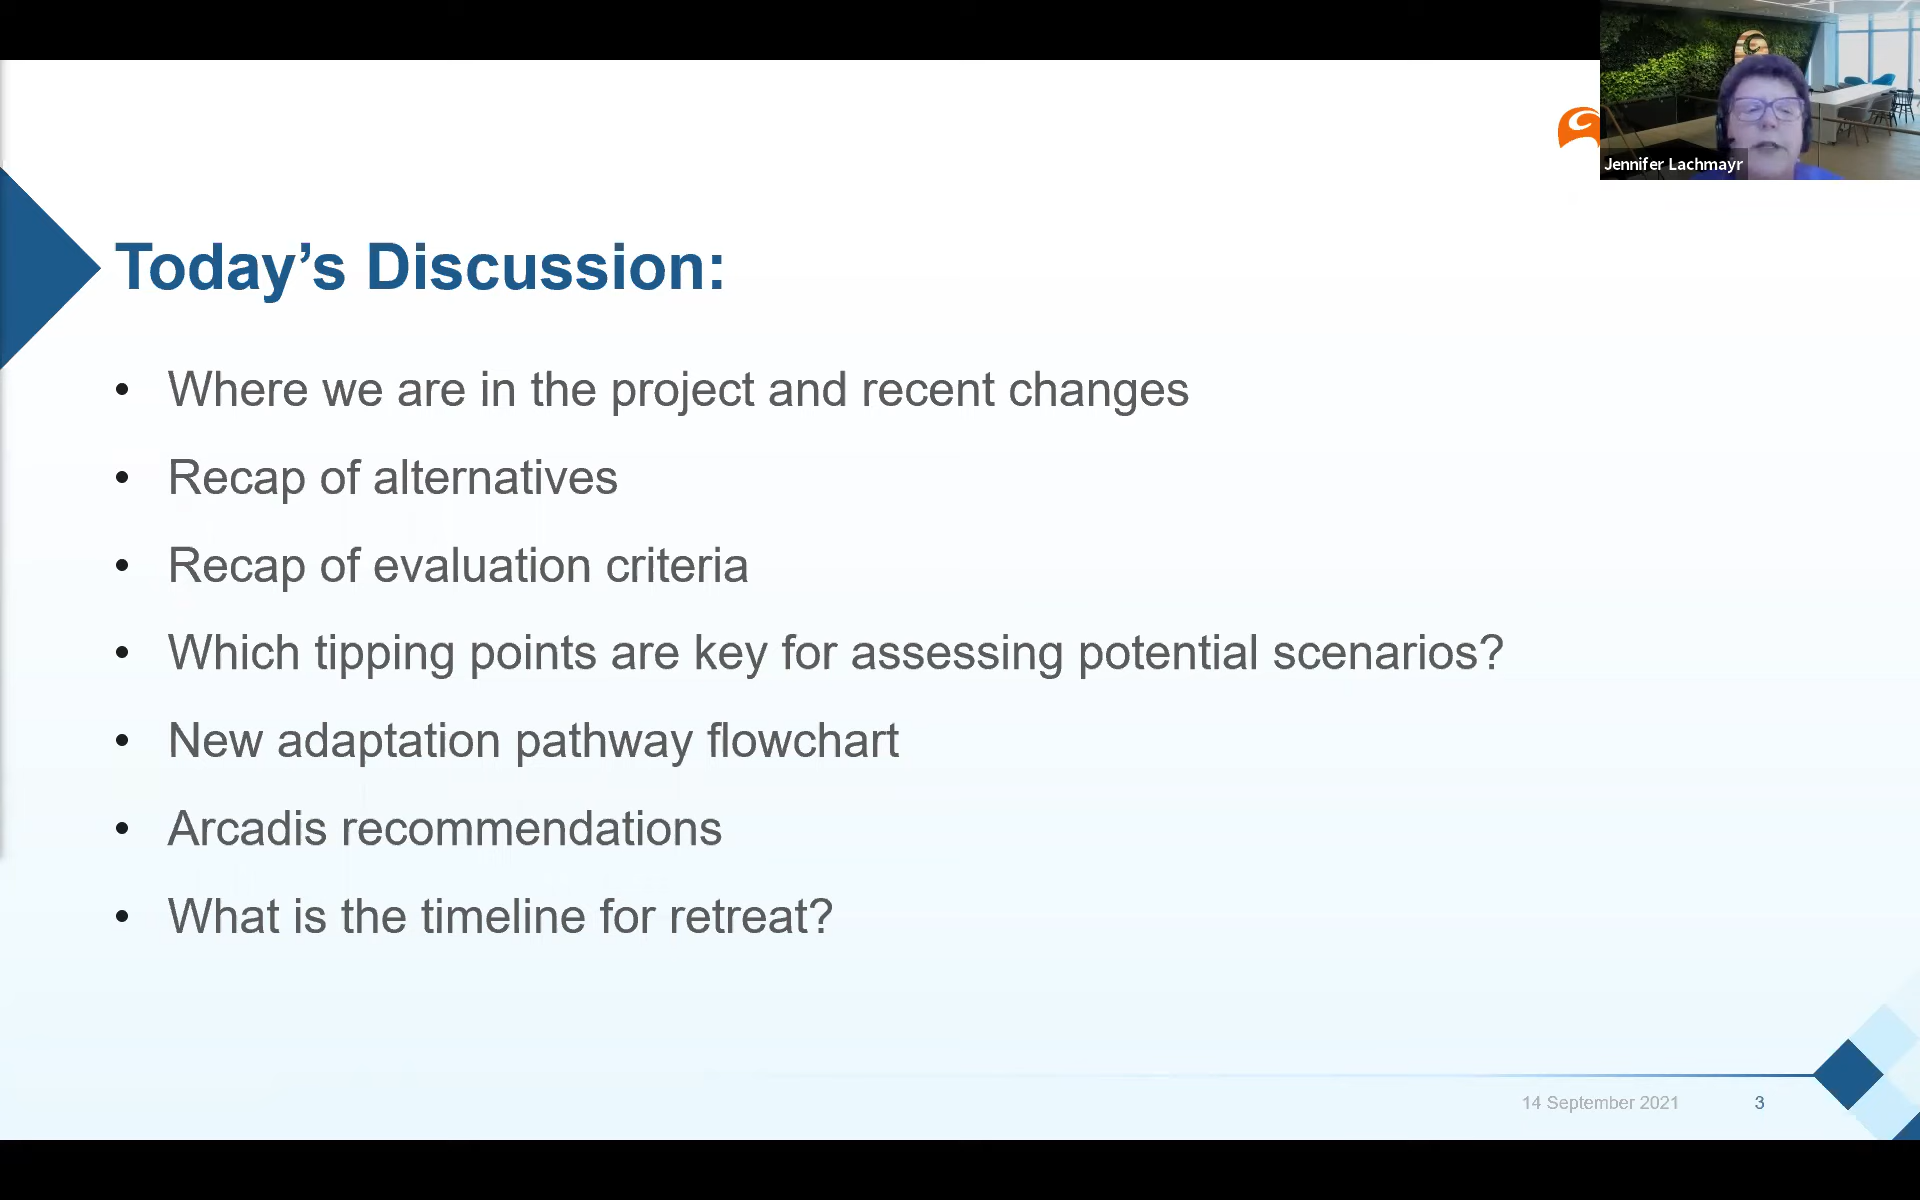 Jennifer Lachmayr
Today’s Discussion:
• Where we are in the project and recent changes
• Recap of alternatives
• Recap of evaluation criteria
• Which tipping points are key for assessing potential scenarios?
• New adaptation pathway flowchart
• Arcadis recommendations
• What is the timeline for retreat?
14 September 2021 3